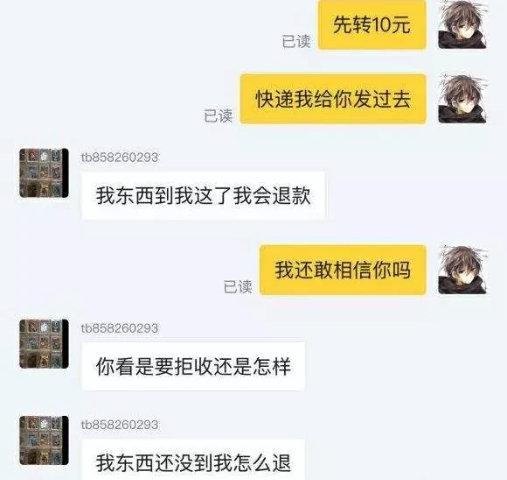 先转10元
已读
快递我给你发过去
已读
tb858260293
我东西到我这了我会退款
我还敢相信你吗
已读
tb858260293
你看是要拒收还是怎样
tb858260293
我东西还没到我怎么退